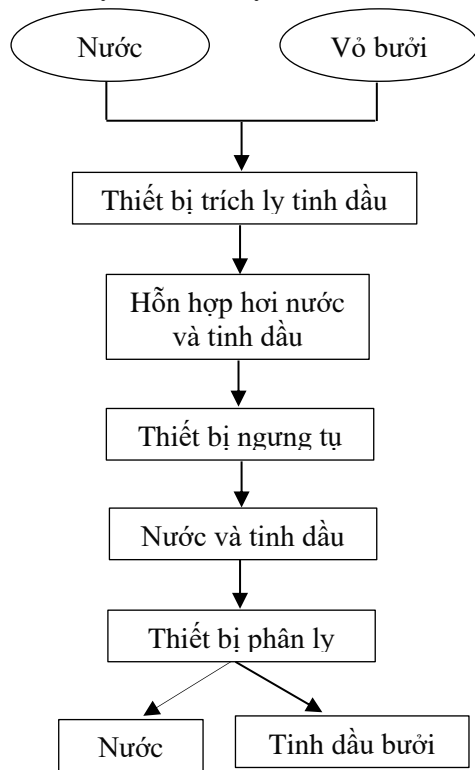 Nước
Vỏ bưởi
Thiết bị trích ly tinh dầu
Hỗn hợp hơi nước
và tinh dầu
Thiết bị ngưng tụ
Nước và tinh dầu
Thiết bị phân ly
Nước
Tinh dầu bưởi